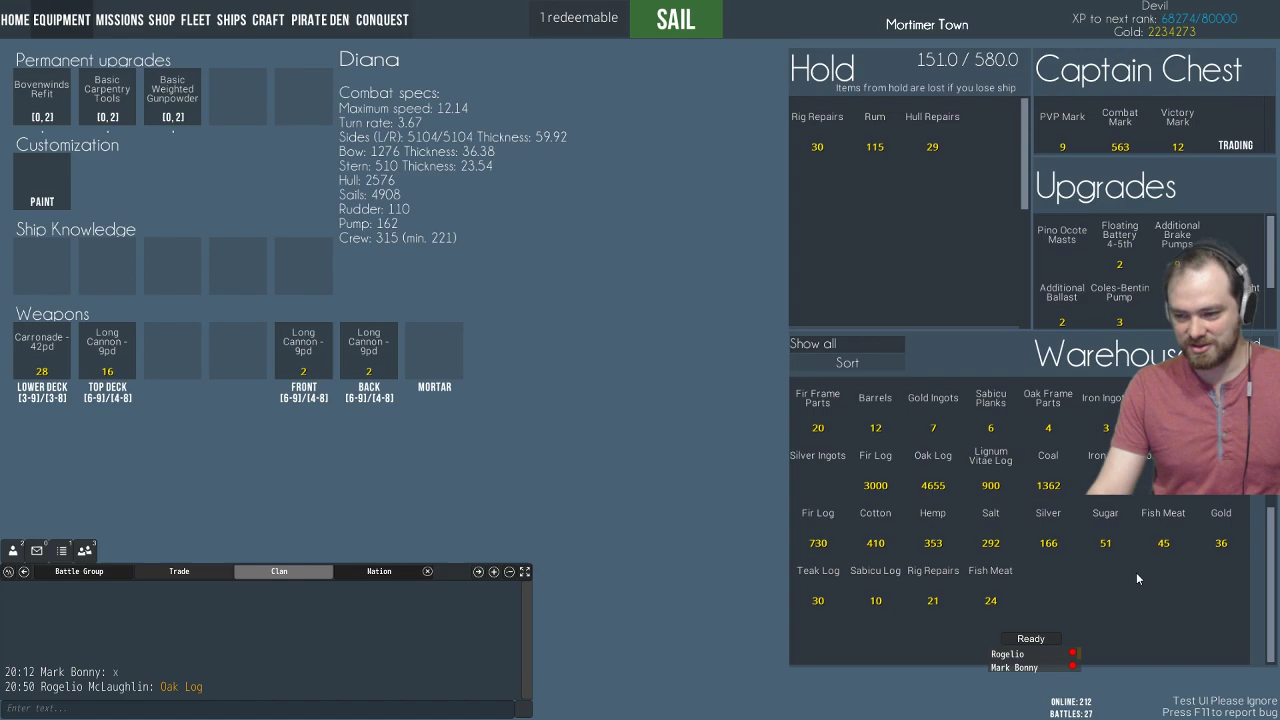 HOME EQUIPMENT MISSIONS SHOP FLEET SHIPS CRAFT PIRATE DEN CONQUEST
1 redeemable
SAIL
Mortimer Town
Devil
XP to next rank: 68274/80000
Gold: 2234273
Permanent upgrades
Bovenwinds Refit
[0, 2]
Basic Carpentry Tools
[0, 2]
Basic Weighted Gunpowder
[0, 2]
Customization
PAINT
Ship Knowledge
Weapons
Carronade - 42pd
28
LOWER DECK
[3-9]/[3-8]
Long Cannon - 9pd
16
TOP DECK
[6-9]/[4-8]
Long Cannon - 9pd
2
FRONT
[6-9]/[4-8]
Long Cannon - 9pd
2
BACK
[6-9]/[4-8]
MORTAR
Diana
Combat specs:
Maximum speed: 12.14
Turn rate: 3.67
Sides (L/R): 5104/5104 Thickness: 59.92
Bow: 1276 Thickness: 36.38
Stern: 510 Thickness: 23.54
Hull: 2576
Sails: 4908
Rudder: 110
Pump: 162
Crew: 315 (min. 221)
Hold
151.0 / 580.0
Items from hold are lost if you lose ship
Rig Repairs Rum Hull Repairs
30 115 29
Captain Chest
PVP Mark
9
Combat Mark
563
Victory Mark
12
TRADING
Upgrades
Pino Ocote Masts
Floating Battery 4-5th
2
Additional Brake Pumps
Additional Ballast
2
Coles-Bentin Pump
3
Show all
Sort
Fir Frame Parts
20
Barrels
12
Gold Ingots
7
Sabicu Planks
6
Oak Frame Parts
4
Iron Ingots
3
Silver Ingots
Fir Log
3000
Oak Log
4655
Lignum Vitae Log
900
Coal
1362
Iron
Fir Log Cotton Hemp Salt Silver Sugar Fish Meat Gold
730 410 353 292 166 51 45 36
Teak Log Sabicu Log Rig Repairs Fish Meat
30 10 21 24
Ready
Rogelio
Mark Bonny
2 0 1 3
Battle Group Trade Clan Nation
20:12 Mark Bonny: x
20:50 Rogelio McLaughlin: Oak Log
Enter text...
ONLINE: 212
BATTLES: 27
Test UI Please Ignore
Press F11 to report bug